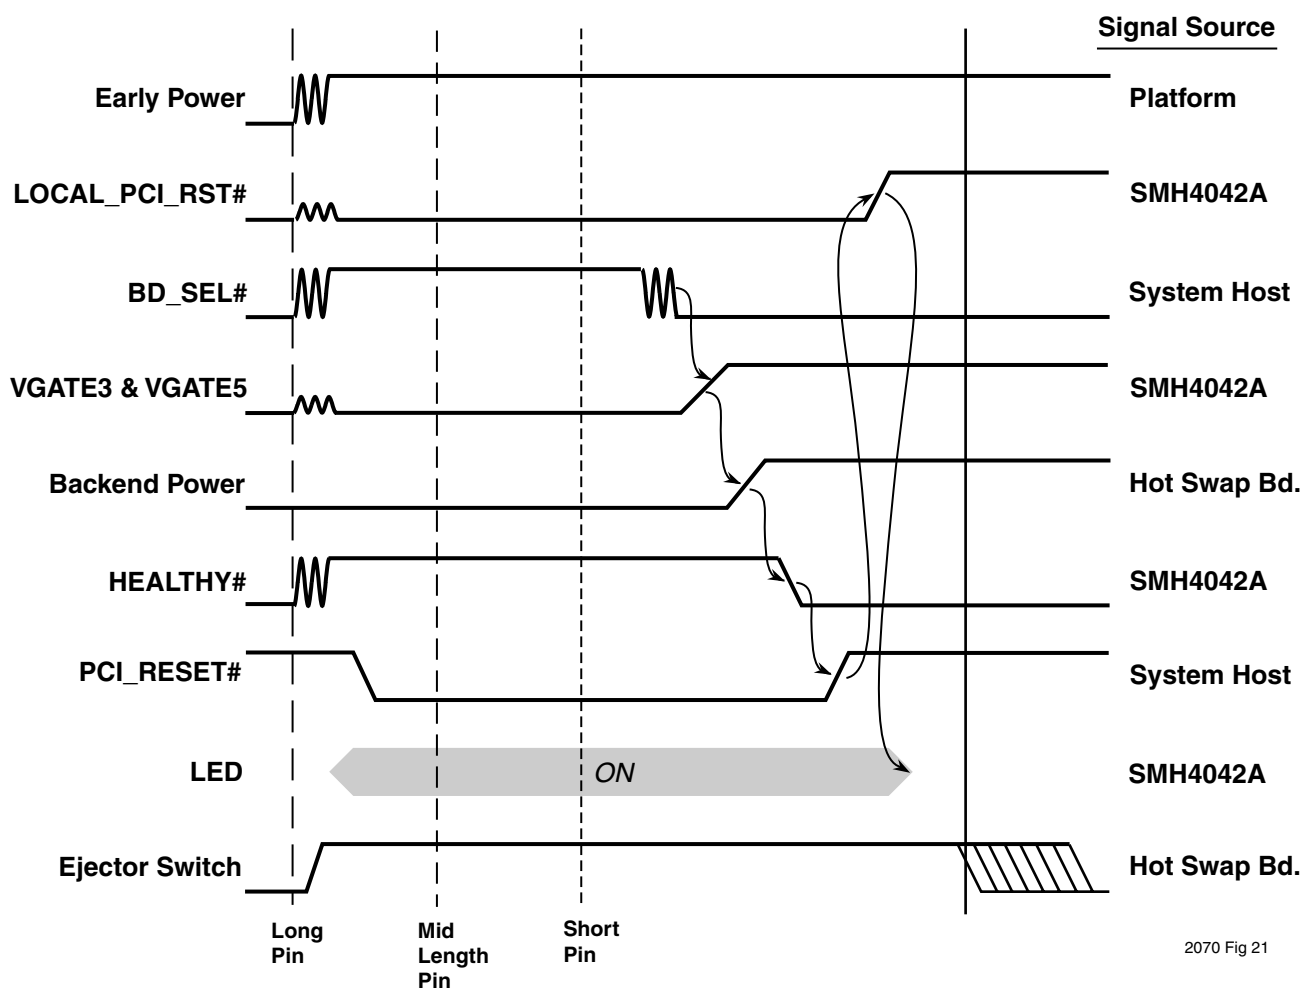 Signal Source
Early Power
Platform
LOCAL_PCI_RST#
SMH4042A
BD_SEL#
System Host
VGATE3 & VGATE5
SMH4042A
Backend Power
Hot Swap Bd.
HEALTHY#
SMH4042A
PCI_RESET#
System Host
LED
ON
SMH4042A
Ejector Switch
Hot Swap Bd.
Long
Pin
Mid
Length
Pin
Short
Pin
2070 Fig 21